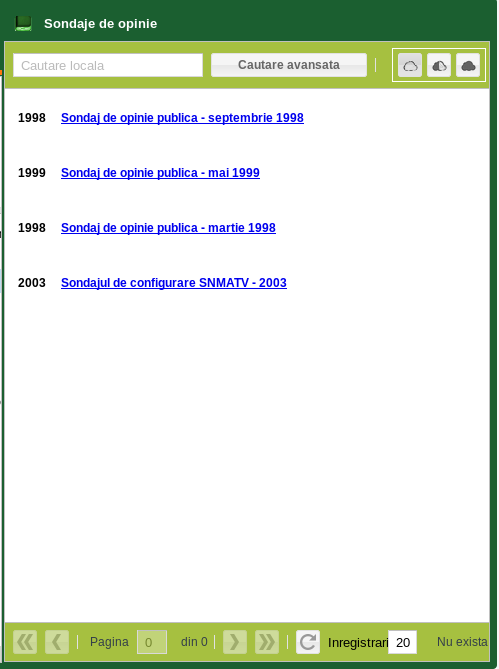 Sondaje de opinie
Cautare locala
Cautare avansata
1998 Sondaj de opinie publica - septembrie 1998
1999 Sondaj de opinie publica - mai 1999
1998 Sondaj de opinie publica - martie 1998
2003 Sondajul de configurare SNMATV - 2003
Pagina 0 din 0 Inregistrari 20 Nu exista